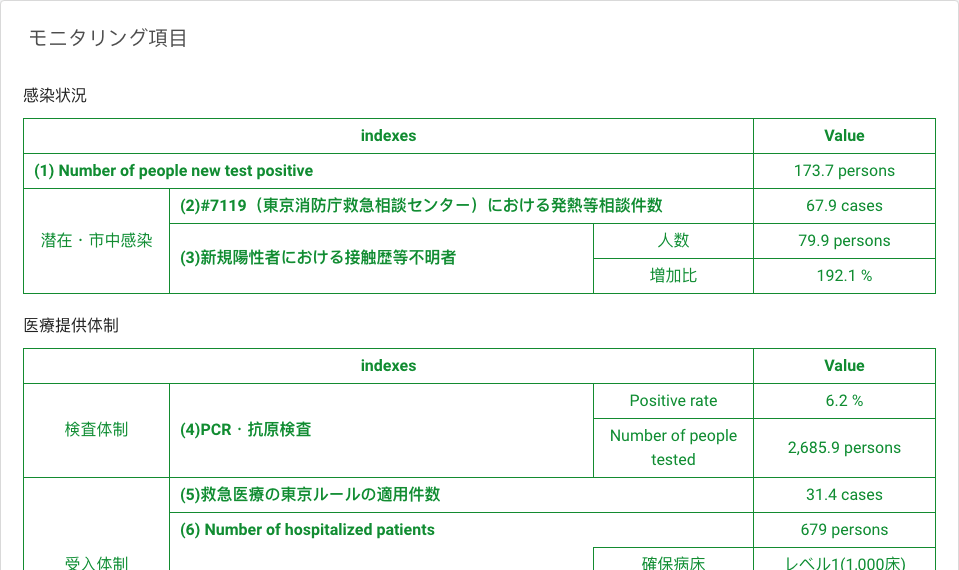 モニタリング項目
感染状況
indexes Value
(1) Number of people new test positive 173.7 persons
潜在・市中感染 (2)#7119（東京消防庁救急相談センター）における発熱等相談件数 67.9 cases
(3)新規陽性者における接触歴等不明者 人数 79.9 persons
増加比 192.1 %
医療提供体制
indexes Value
検査体制 (4)PCR・抗原検査 Positive rate 6.2 %
Number of people
tested 2,685.9 persons
受入体制 (5)救急医療の東京ルールの適用件数 31.4 cases
(6) Number of hospitalized patients 679 persons
確保病床 レベル1(1,000床)